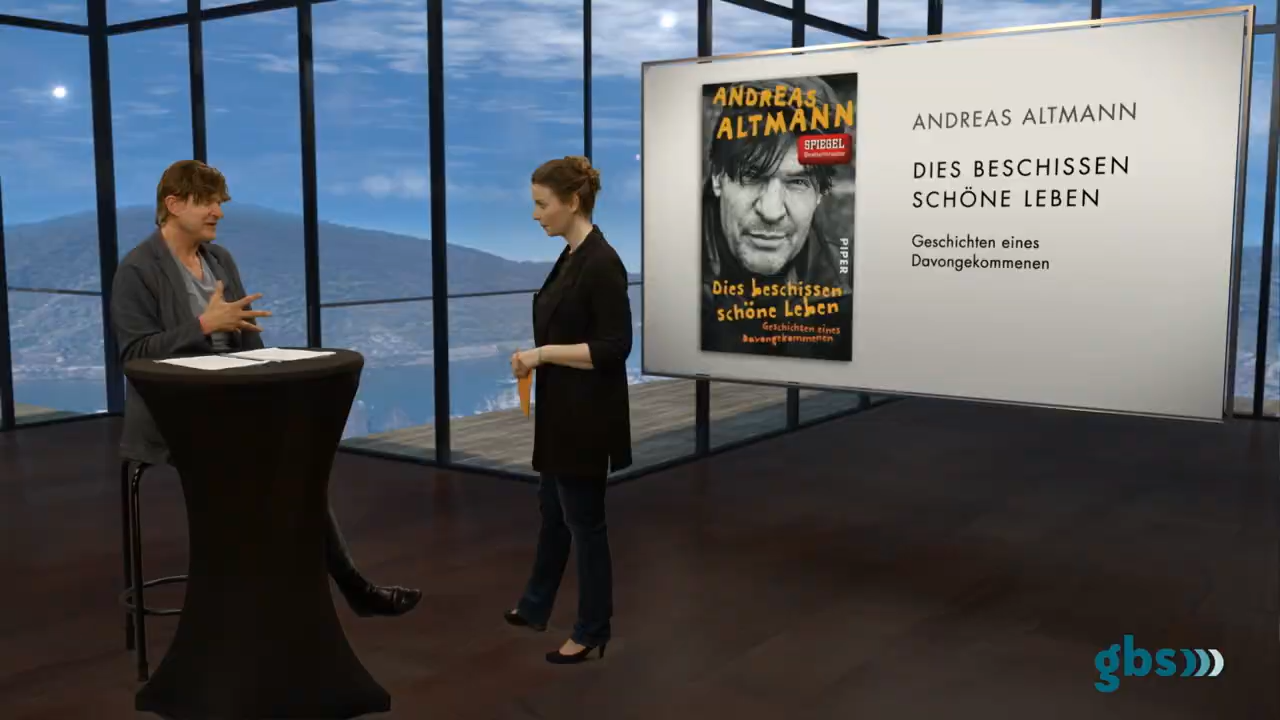 ANDREAS
ALTMANN
SPIEGEL
Bestsellerautor
PIPER
Dies beschissen
schöne Leben
Geschichten eines
Davongekommenen
ANDREAS ALTMANN
DIES BESCHISSEN
SCHÖNE LEBEN
Geschichten eines
Davongekommenen
gbs